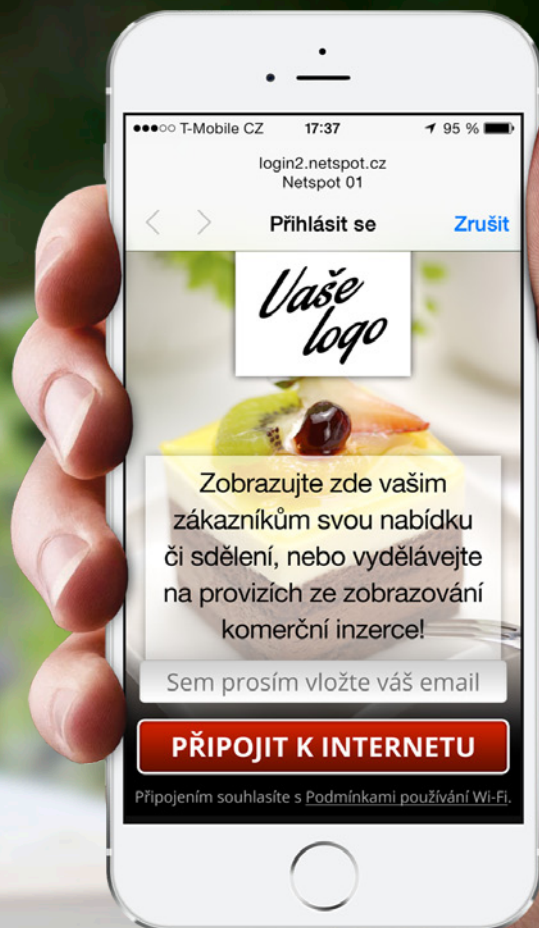 T-Mobile CZ 17:37 95 %
login2.netspot.cz
Netspot 01
Přihlásit se Zrušit
Vaše
logo
Zobrazujte zde vašim
zákazníkům svou nabídku
či sdělení, nebo vydělávejte
na provizích ze zobrazování
komerční inzerce!
Sem prosím vložte váš email
PŘIPOJIT K INTERNETU
Připojením souhlasíte s Podmínkami používání Wi-Fi.